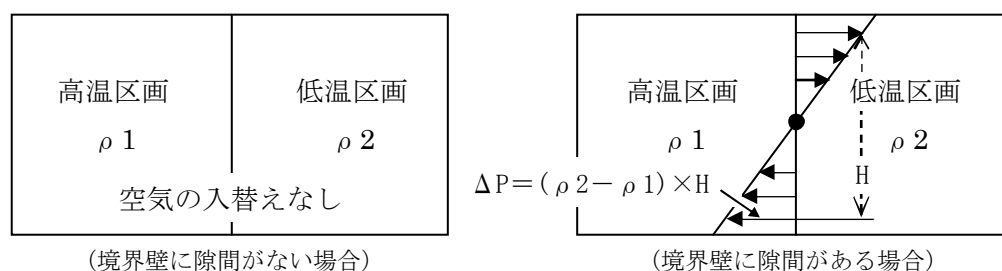 高温区画
ρ1
低温区画
ρ2
空気の入替えなし
(境界壁に隙間がない場合)
高温区画
ρ1
低温区画
ρ2
ΔP=(ρ2-ρ1)×H
H
(境界壁に隙間がある場合)